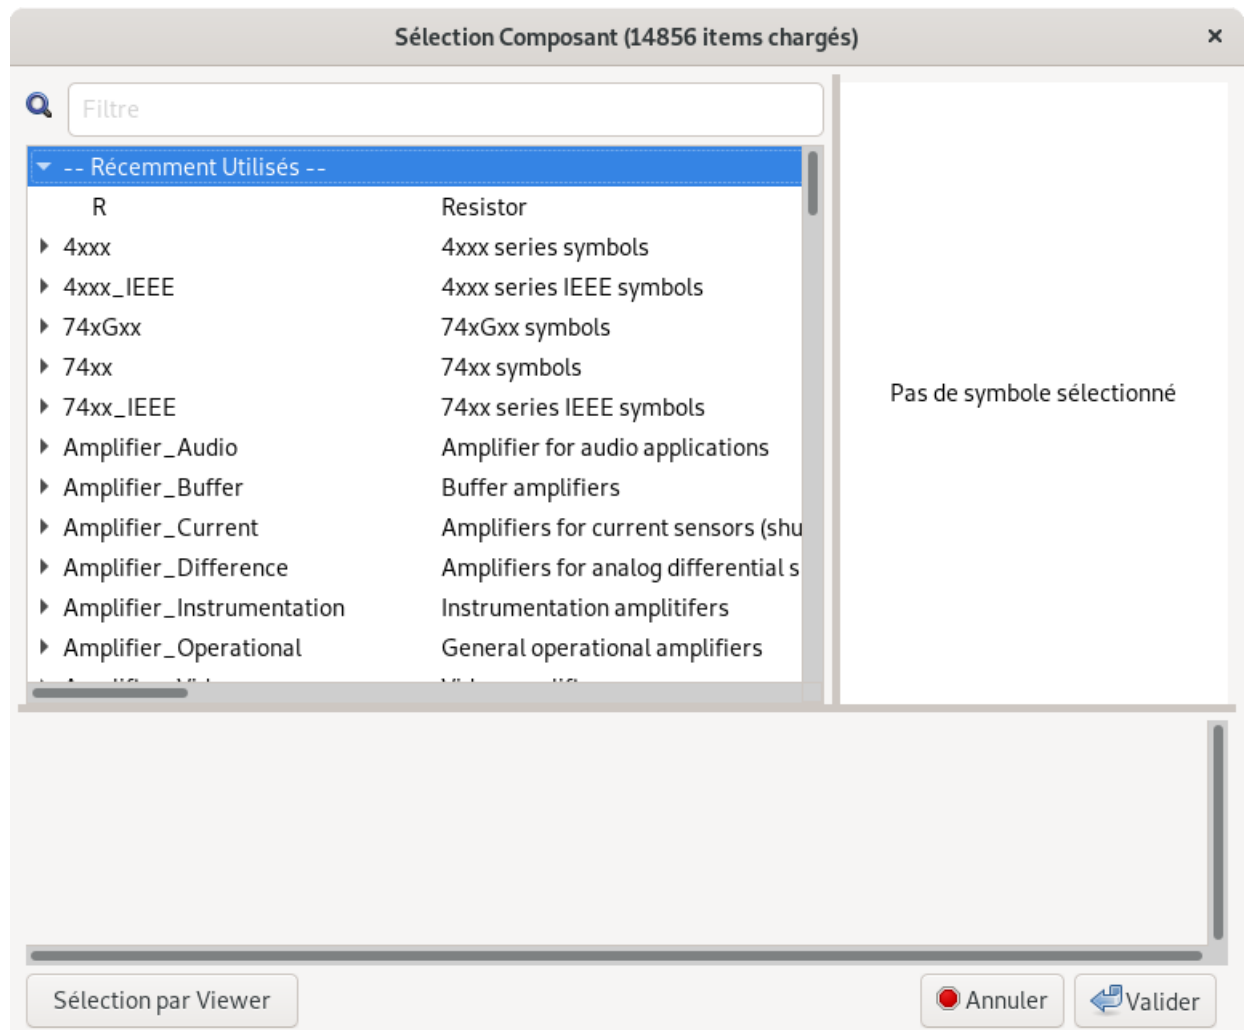 Sélection Composant (14856 items chargés)
Filtre
-- Récemment Utilisés --
R Resistor
4xxx 4xxx series symbols
4xxx_IEEE 4xxx series IEEE symbols
74xGxx 74xGxx symbols
74xx 74xx symbols
74xx_IEEE 74xx series IEEE symbols
Amplifier_Audio Amplifier for audio applications
Amplifier_Buffer Buffer amplifiers
Amplifier_Current Amplifiers for current sensors (shu
Amplifier_Difference Amplifiers for analog differential s
Amplifier_Instrumentation Instrumentation amplitifers
Amplifier_Operational General operational amplifiers
Pas de symbole sélectionné
Sélection par Viewer
Annuler
Valider